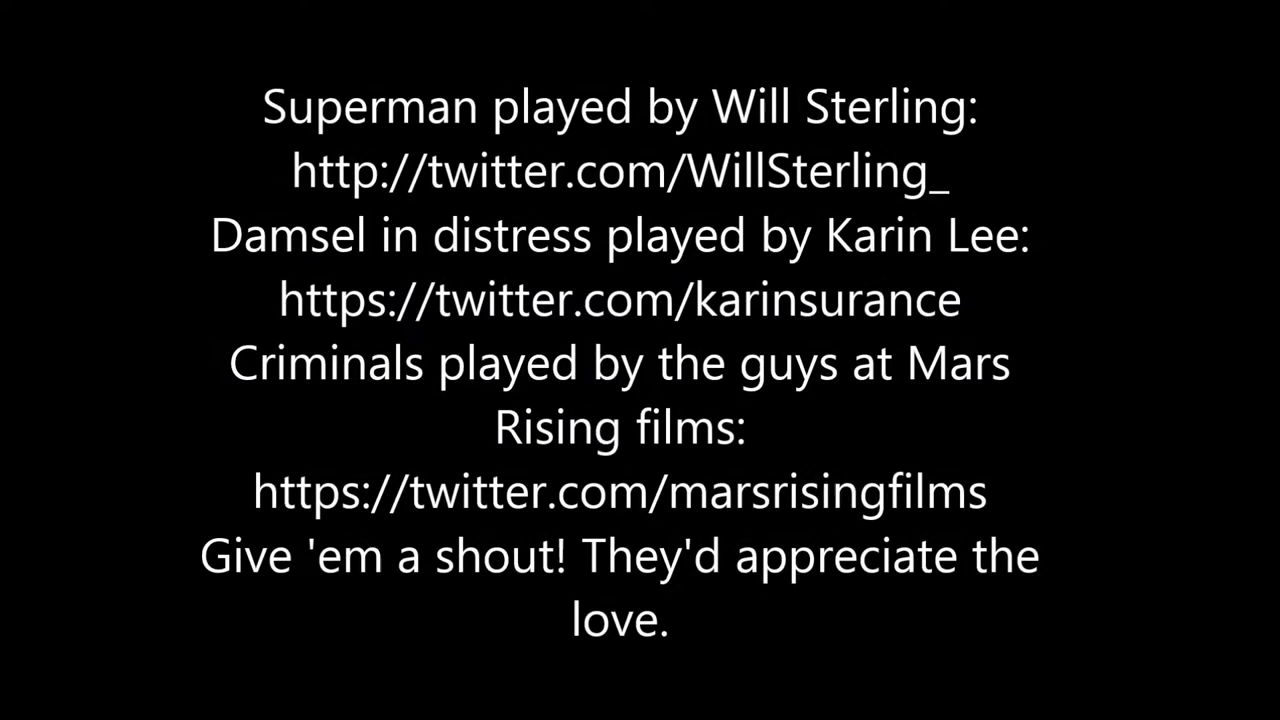 Superman played by Will Sterling:
http://twitter.com/WillSterling_
Damsel in distress played by Karin Lee:
https://twitter.com/karinsurance
Criminals played by the guys at Mars
Rising films:
https://twitter.com/marsrisingfilms
Give 'em a shout! They'd appreciate the
love.